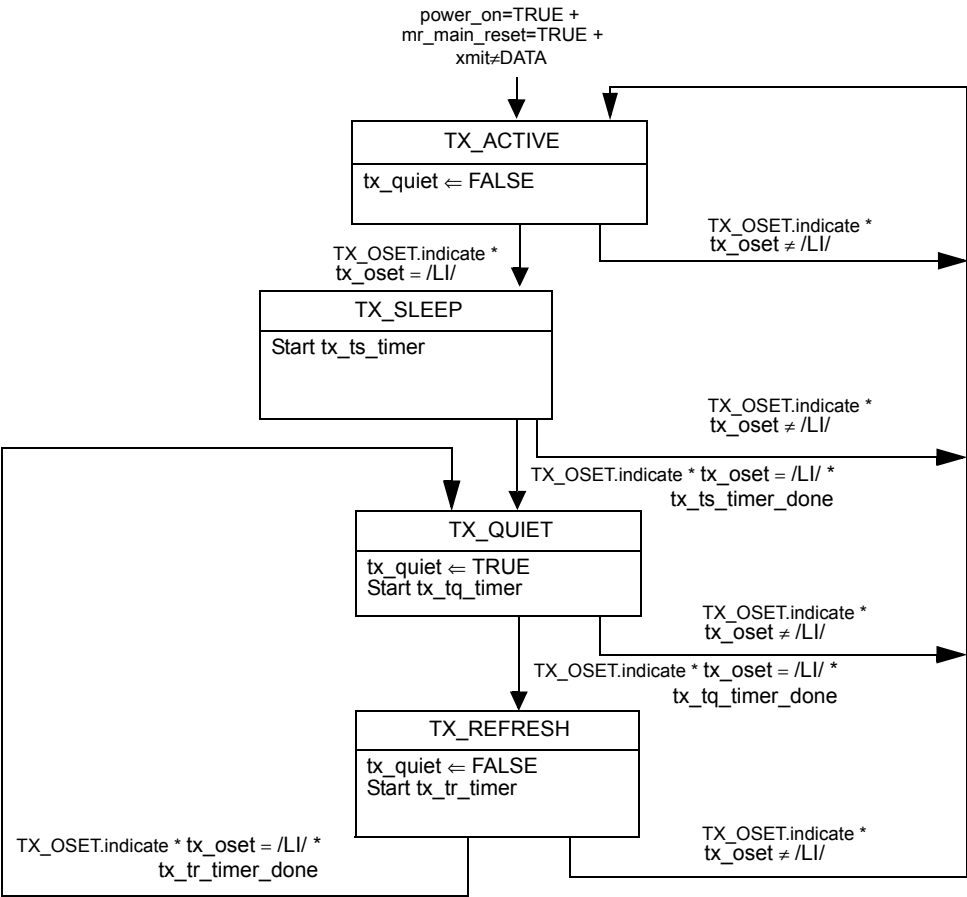 power_on=TRUE +
mr_main_reset=TRUE +
xmit≠DATA
TX_ACTIVE
tx_quiet ⇐ FALSE
TX_OSET.indicate *
tx_oset ≠ /LI/
TX_OSET.indicate *
tx_oset = /LI/
TX_SLEEP
Start tx_ts_timer
TX_OSET.indicate *
tx_oset ≠ /LI/
TX_OSET.indicate * tx_oset = /LI/ *
tx_ts_timer_done
TX_QUIET
tx_quiet ⇐ TRUE
Start tx_tq_timer
TX_OSET.indicate *
tx_oset ≠ /LI/
TX_OSET.indicate * tx_oset = /LI/ *
tx_tq_timer_done
TX_REFRESH
tx_quiet ⇐ FALSE
Start tx_tr_timer
TX_OSET.indicate * tx_oset = /LI/ *
tx_tr_timer_done
TX_OSET.indicate *
tx_oset ≠ /LI/